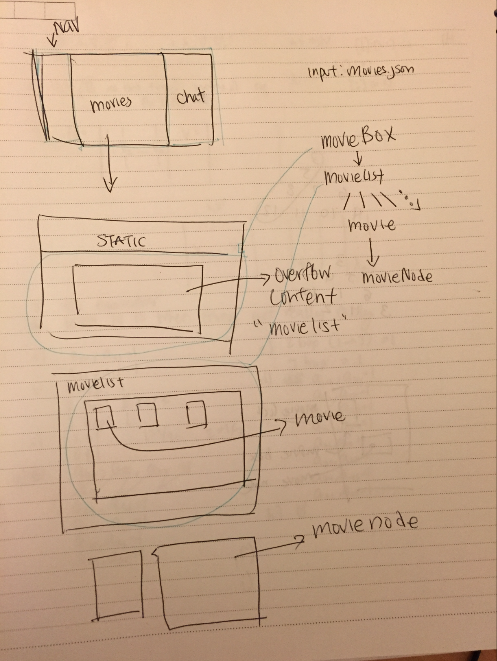 Nav
movies
chat
input: movies.json
movieBox
movielist
movie
movieNode
STATIC
overflow
content
"movielist"
movielist
movie
movienode